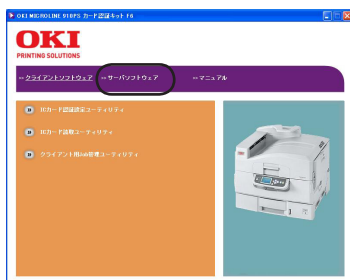 OKI MICROLINE 910PS カード認証キット F6
OKI
PRINTING SOLUTIONS
クライアントソフトウェア
サーバソフトウェア
マニュアル
ICカード認証設定ユーティリティ
ICカード読取ユーティリティ
クライアント用Job管理ユーティリティ